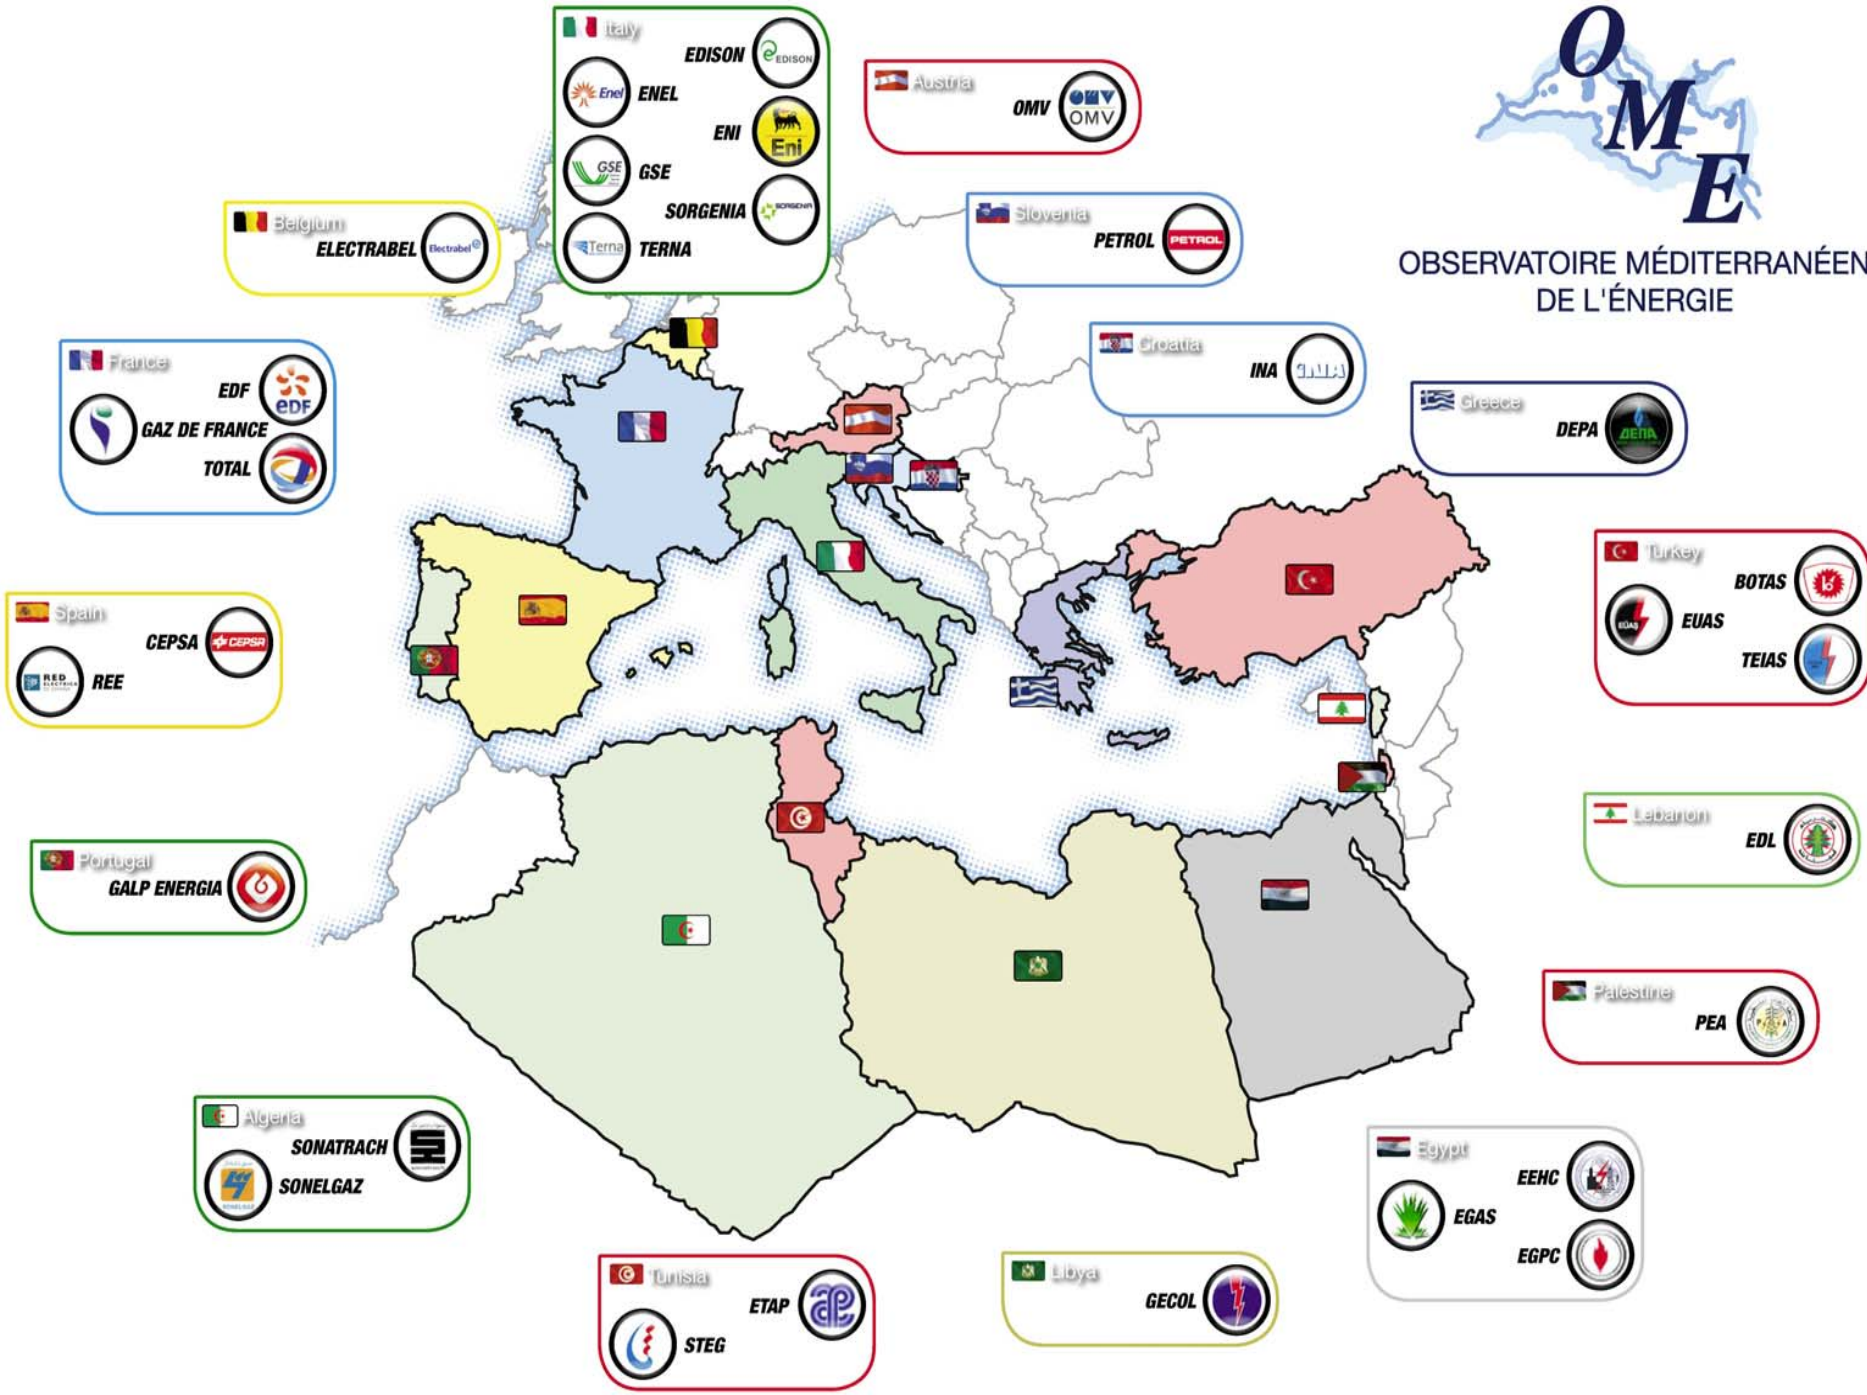 Italy
EDISON
EDISON
Enel
ENEL
ENI
Eni
GSE
GSE
SORGENIA
SORGENIA
Terna
TERNA
Austria
OMV
OMV
OME
OBSERVATOIRE MÉDITERRANÉEN
DE L'ÉNERGIE
Belgium
ELECTRABEL
Electrabel
Slovenia
PETROL
PETROL
France
EDF
eDF
GAZ DE FRANCE
TOTAL
Croatia
INA
INA
Greece
DEPA
ΔΕΠΑ
Spain
CEPSA
CEPSA
RED
ELECTRICA
REE
Turkey
BOTAS
EÜAŞ
EUAS
TEIAS
Portugal
GALP ENERGIA
Lebanon
EDL
Palestine
PEA
Algeria
SONATRACH
SONELGAZ
SONELGAZ
Egypt
EEHC
EGAS
EGPC
Tunisia
ETAP
STEG
Libya
GECOL